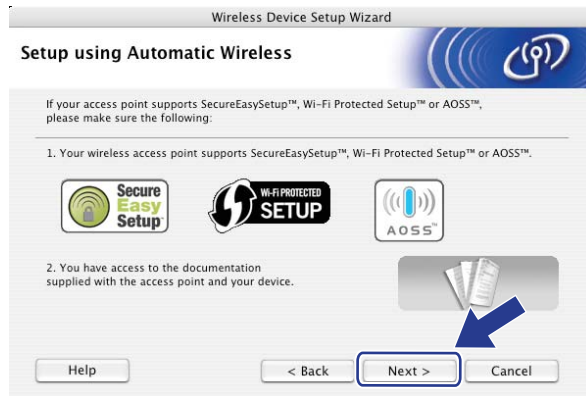 Wireless Device Setup Wizard
Setup using Automatic Wireless
If your access point supports SecureEasySetup™, Wi-Fi Protected Setup™ or AOSS™,
please make sure the following:
1. Your wireless access point supports SecureEasySetup™, Wi-Fi Protected Setup™ or AOSS™.
Secure
Easy
Setup
Wi-Fi PROTECTED
SETUP
AOSS™
2. You have access to the documentation
supplied with the access point and your device.
Help
< Back
Next >
Cancel